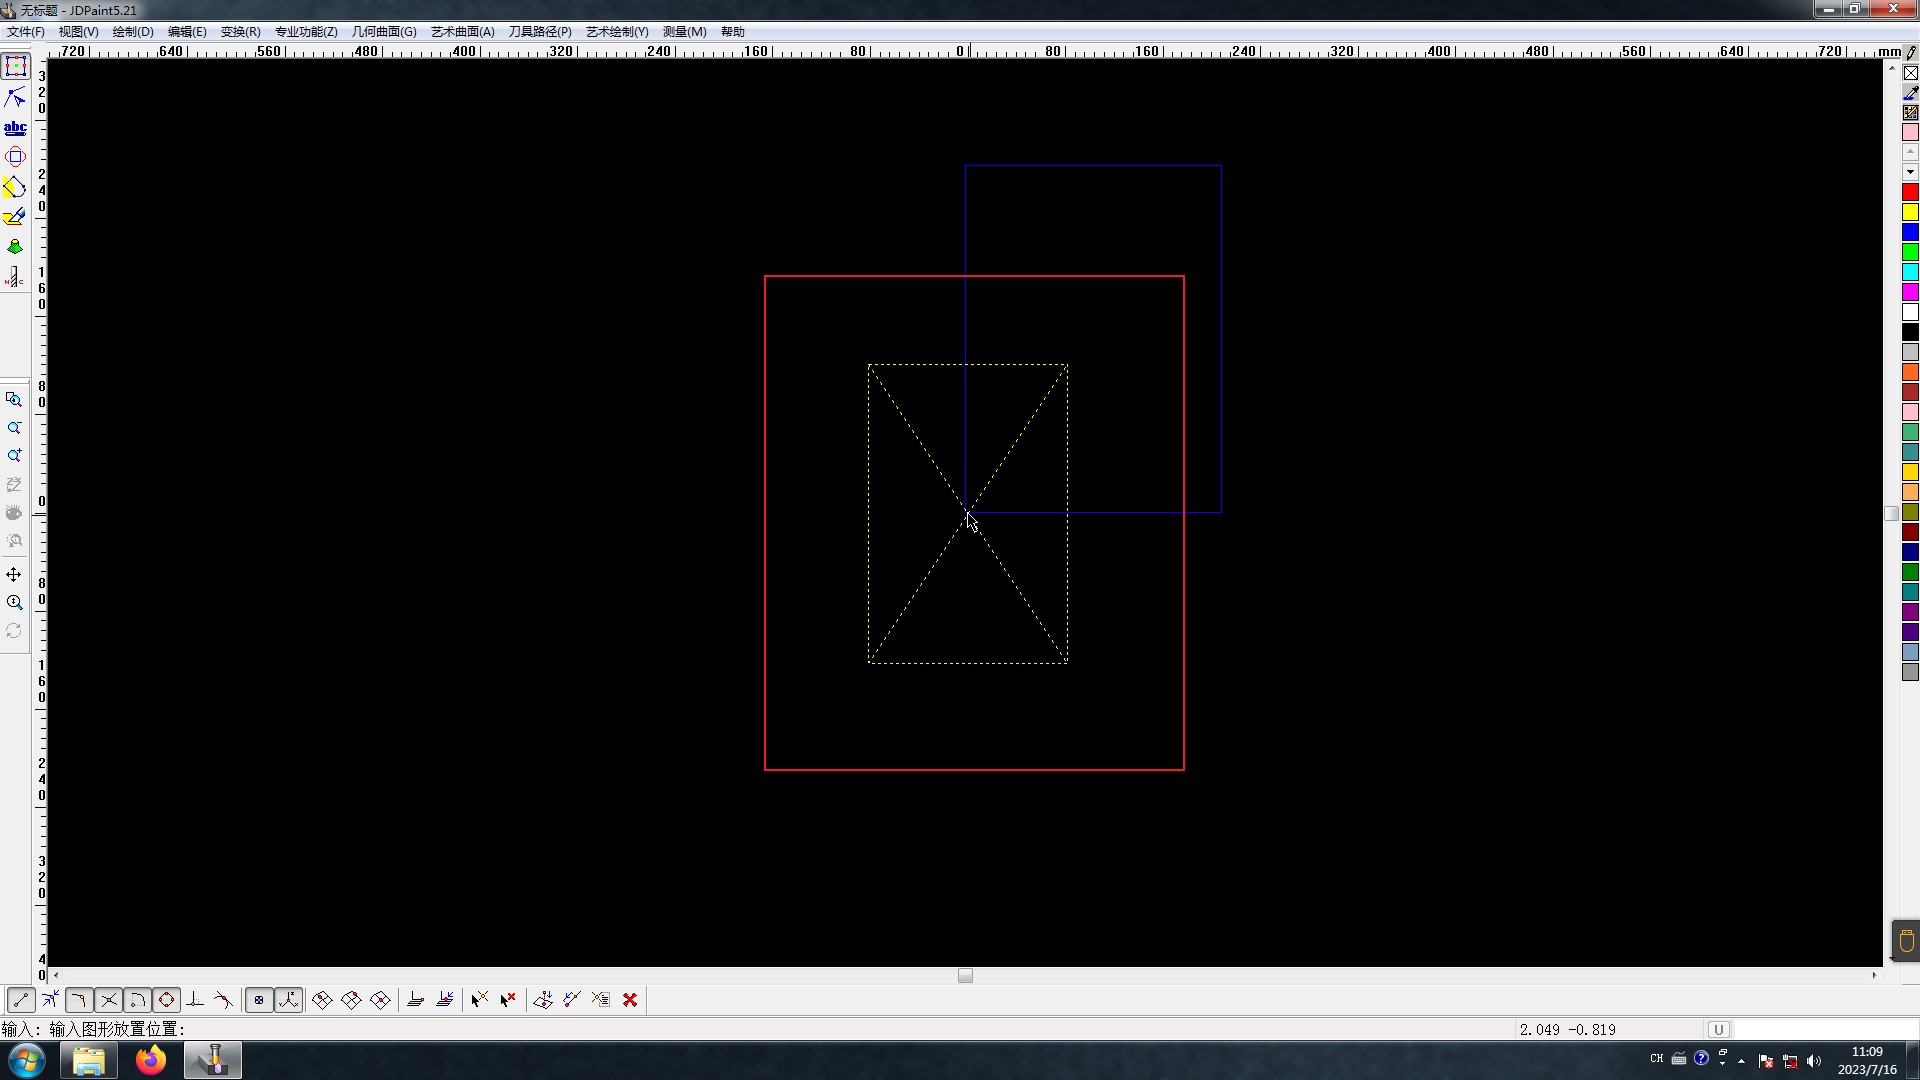 无标题 - JDPaint5.21
文件(F) 视图(V) 绘制(D) 编辑(E) 变换(R) 专业功能(Z) 几何曲面(G) 艺术曲面(A) 刀具路径(P) 艺术绘制(Y) 测量(M) 帮助
720 640 560 480 400 320 240 160 80 0 80 160 240 320 400 480 560 640 720 mm
320
240
160
80
0
80
160
240
320
40
abc
N C
输入: 输入图形放置位置:
2.049 -0.819
U
CH
11:09
2023/7/16